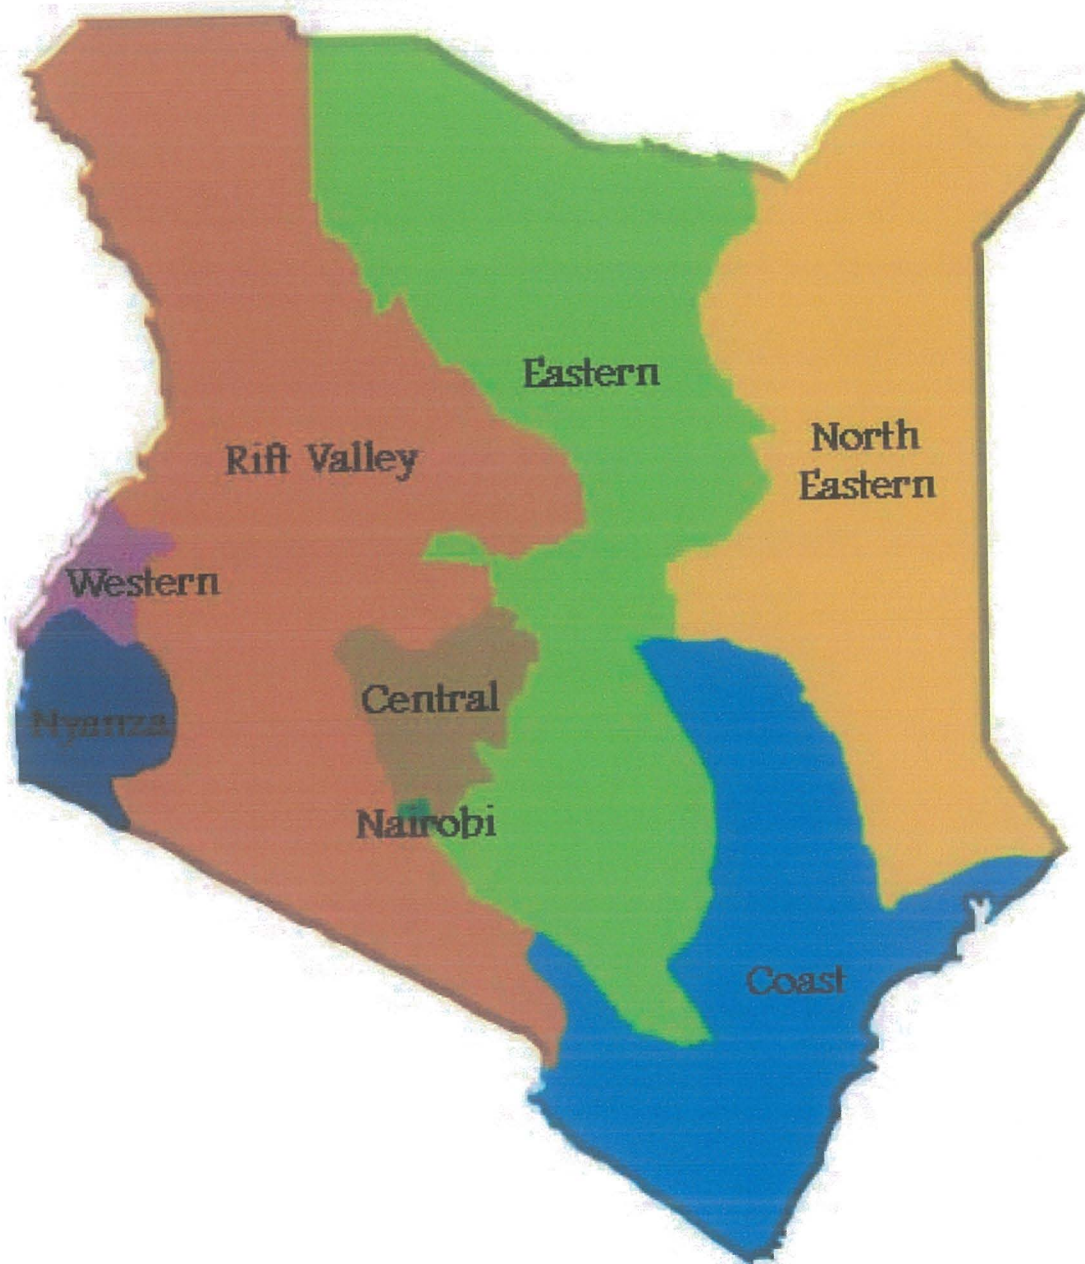 Eastern
North
Eastern
Rift Valley
Western
Central
Nyanza
Nairobi
Coast